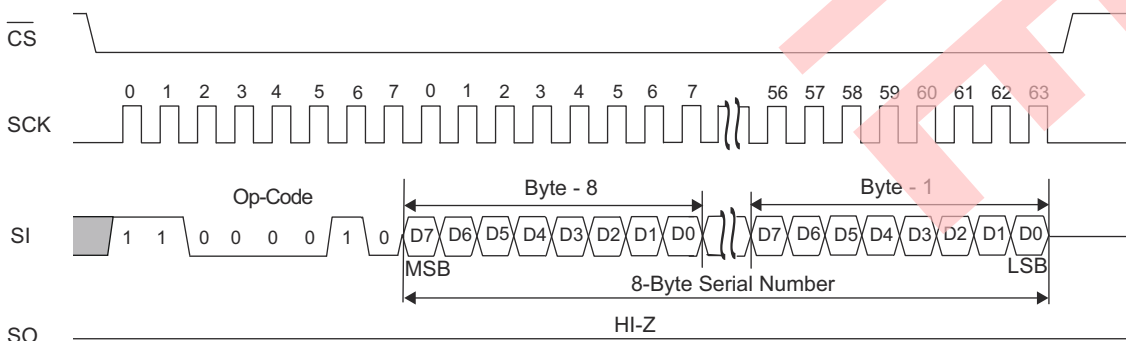 CS
0 1 2 3 4 5 6 7 0 1 2 3 4 5 6 7 56 57 58 59 60 61 62 63
SCK
Op-Code Byte - 8 Byte - 1
SI 1 1 0 0 0 0 1 0 D7 D6 D5 D4 D3 D2 D1 D0 D7 D6 D5 D4 D3 D2 D1 D0
MSB LSB
8-Byte Serial Number
HI-Z
SO